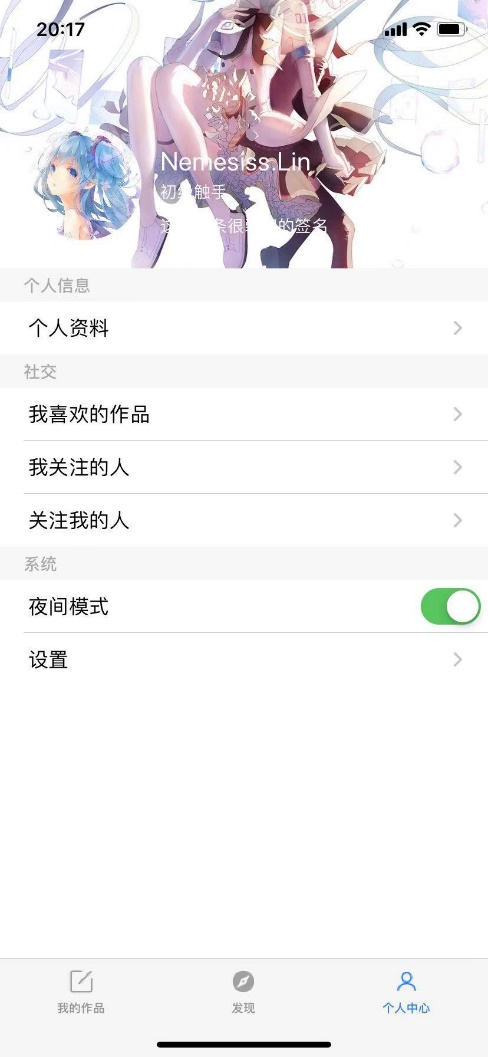 20:17
Nemesiss.Lin
初级触手
的签名
个人信息
个人资料
社交
我喜欢的作品
我关注的人
关注我的人
系统
夜间模式
设置
我的作品
发现
个人中心